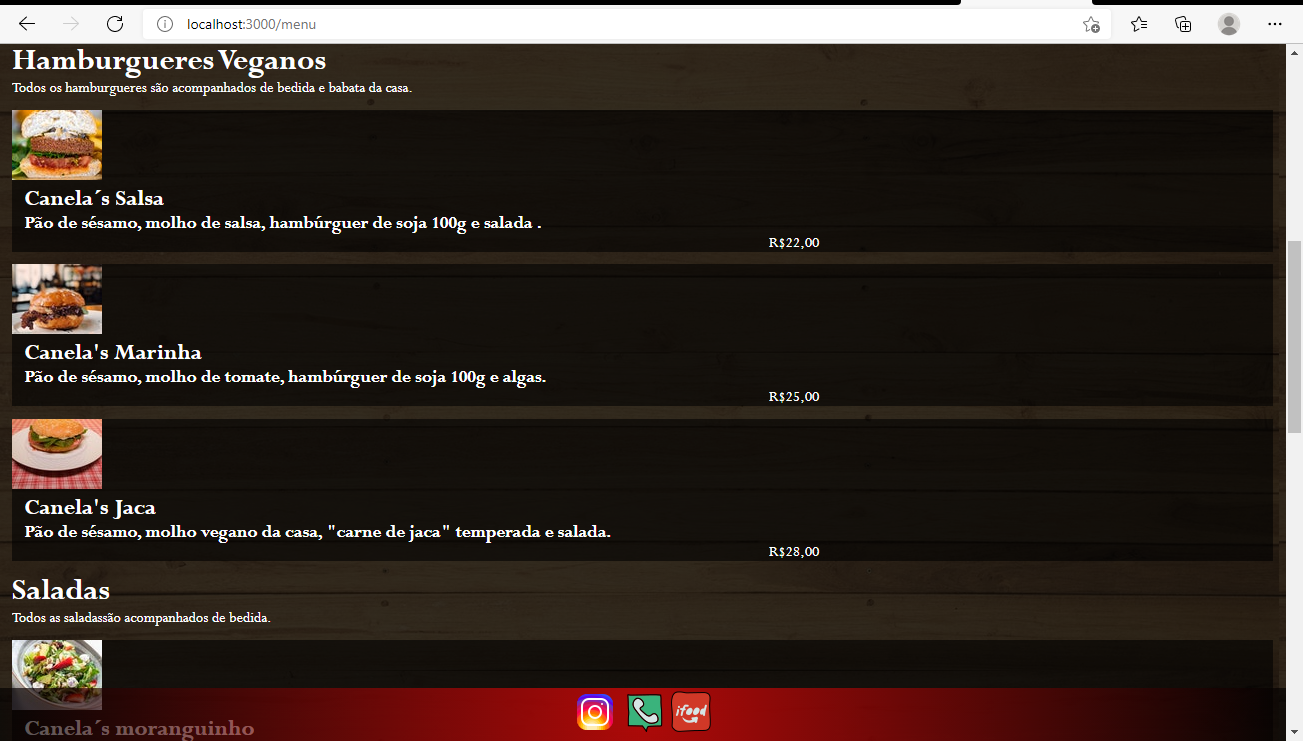 localhost:3000/menu
Hamburgueres Veganos
Todos os hamburgueres são acompanhados de bedida e babata da casa.
Canela´s Salsa
Pão de sésamo, molho de salsa, hambúrguer de soja 100g e salada .
R$22,00
Canela's Marinha
Pão de sésamo, molho de tomate, hambúrguer de soja 100g e algas.
R$25,00
Canela's Jaca
Pão de sésamo, molho vegano da casa, "carne de jaca" temperada e salada.
R$28,00
Saladas
Todos as saladassão acompanhados de bedida.
Canela´s moranguinho
ifood